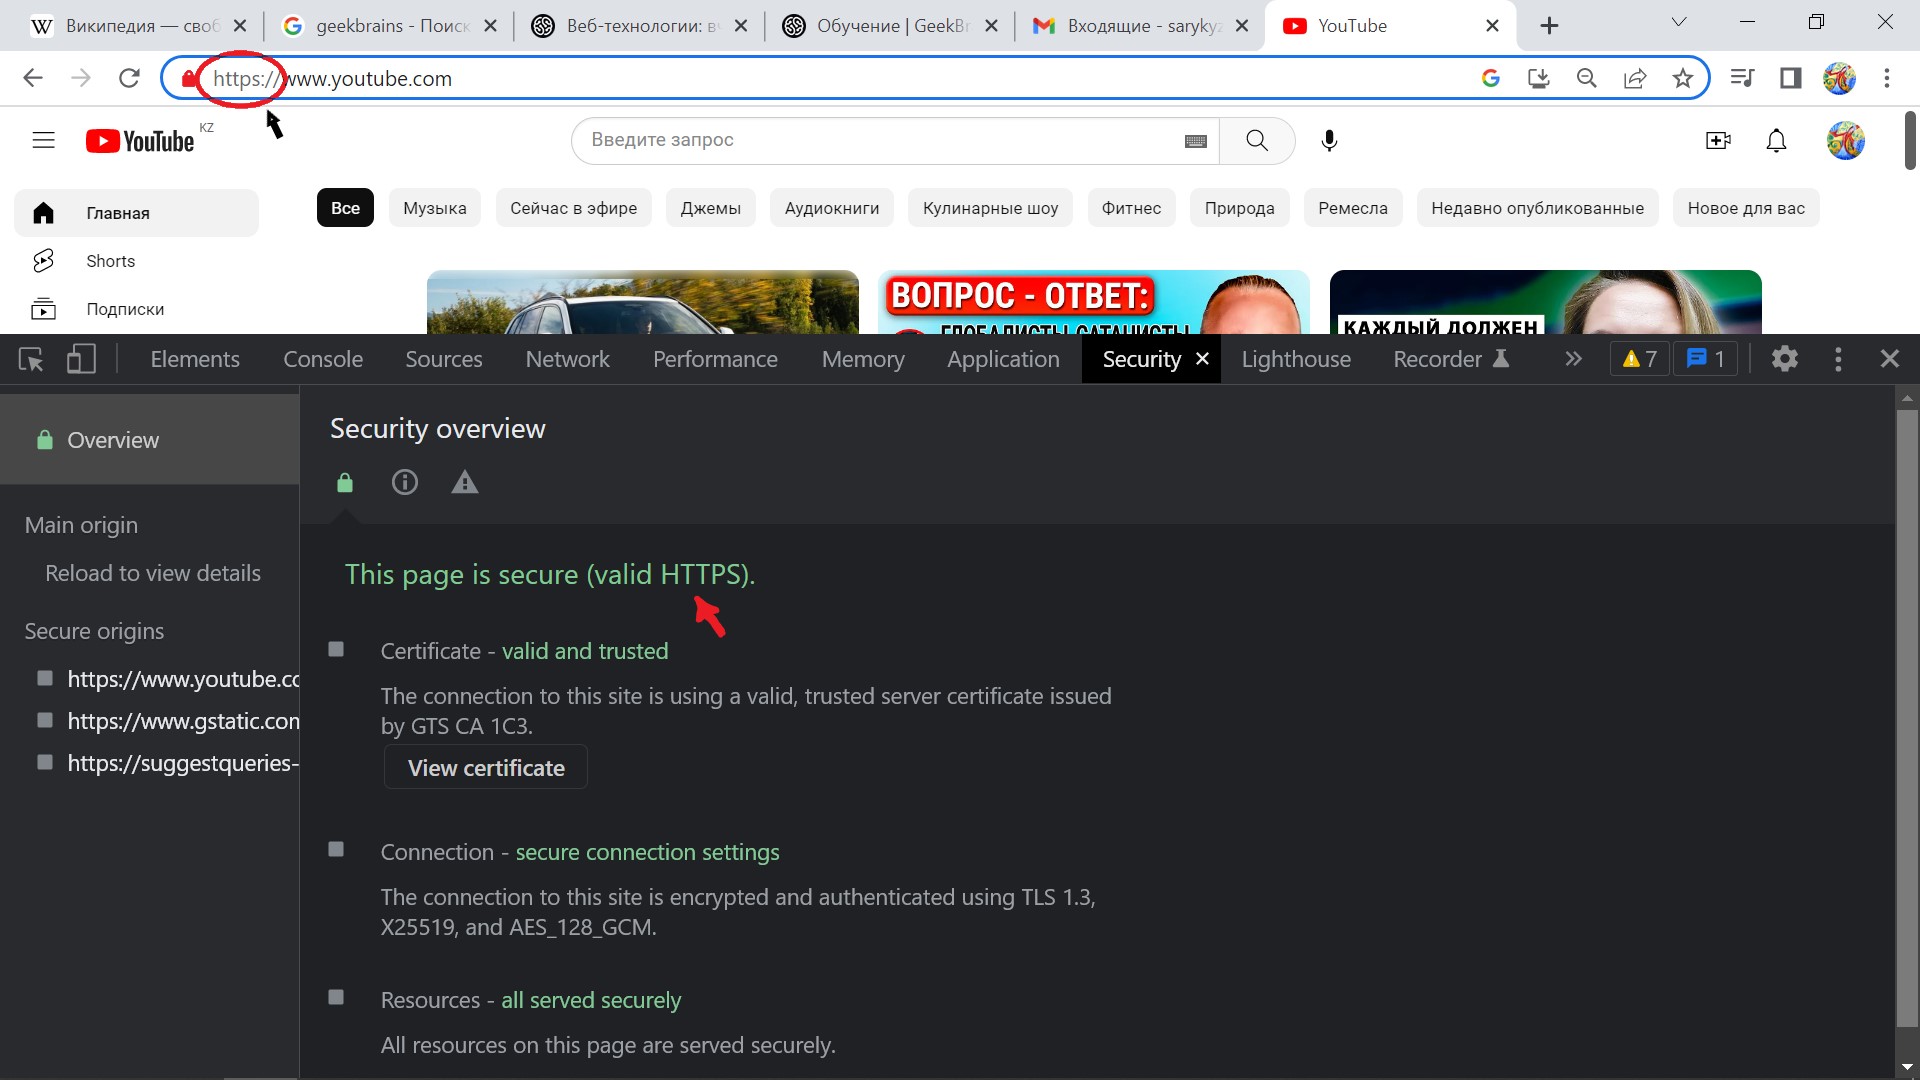 Википедия — своб
geekbrains - Поиск
Веб-технологии: вч
Обучение | GeekBr
Входящие - sarykyz
YouTube
https://www.youtube.com
YouTube KZ
Введите запрос
Главная
Shorts
Подписки
Все
Музыка
Сейчас в эфире
Джемы
Аудиокниги
Кулинарные шоу
Фитнес
Природа
Ремесла
Недавно опубликованные
Новое для вас
ВОПРОС - ОТВЕТ:
ГЛОБАЛИСТЫ САТАНИСТЫ
КАЖДЫЙ ДОЛЖЕН
Elements
Console
Sources
Network
Performance
Memory
Application
Security
Lighthouse
Recorder
7
1
Overview
Main origin
Reload to view details
Secure origins
https://www.youtube.co
https://www.gstatic.com
https://suggestqueries-
Security overview
This page is secure (valid HTTPS).
Certificate - valid and trusted
The connection to this site is using a valid, trusted server certificate issued
by GTS CA 1C3.
View certificate
Connection - secure connection settings
The connection to this site is encrypted and authenticated using TLS 1.3,
X25519, and AES_128_GCM.
Resources - all served securely
All resources on this page are served securely.